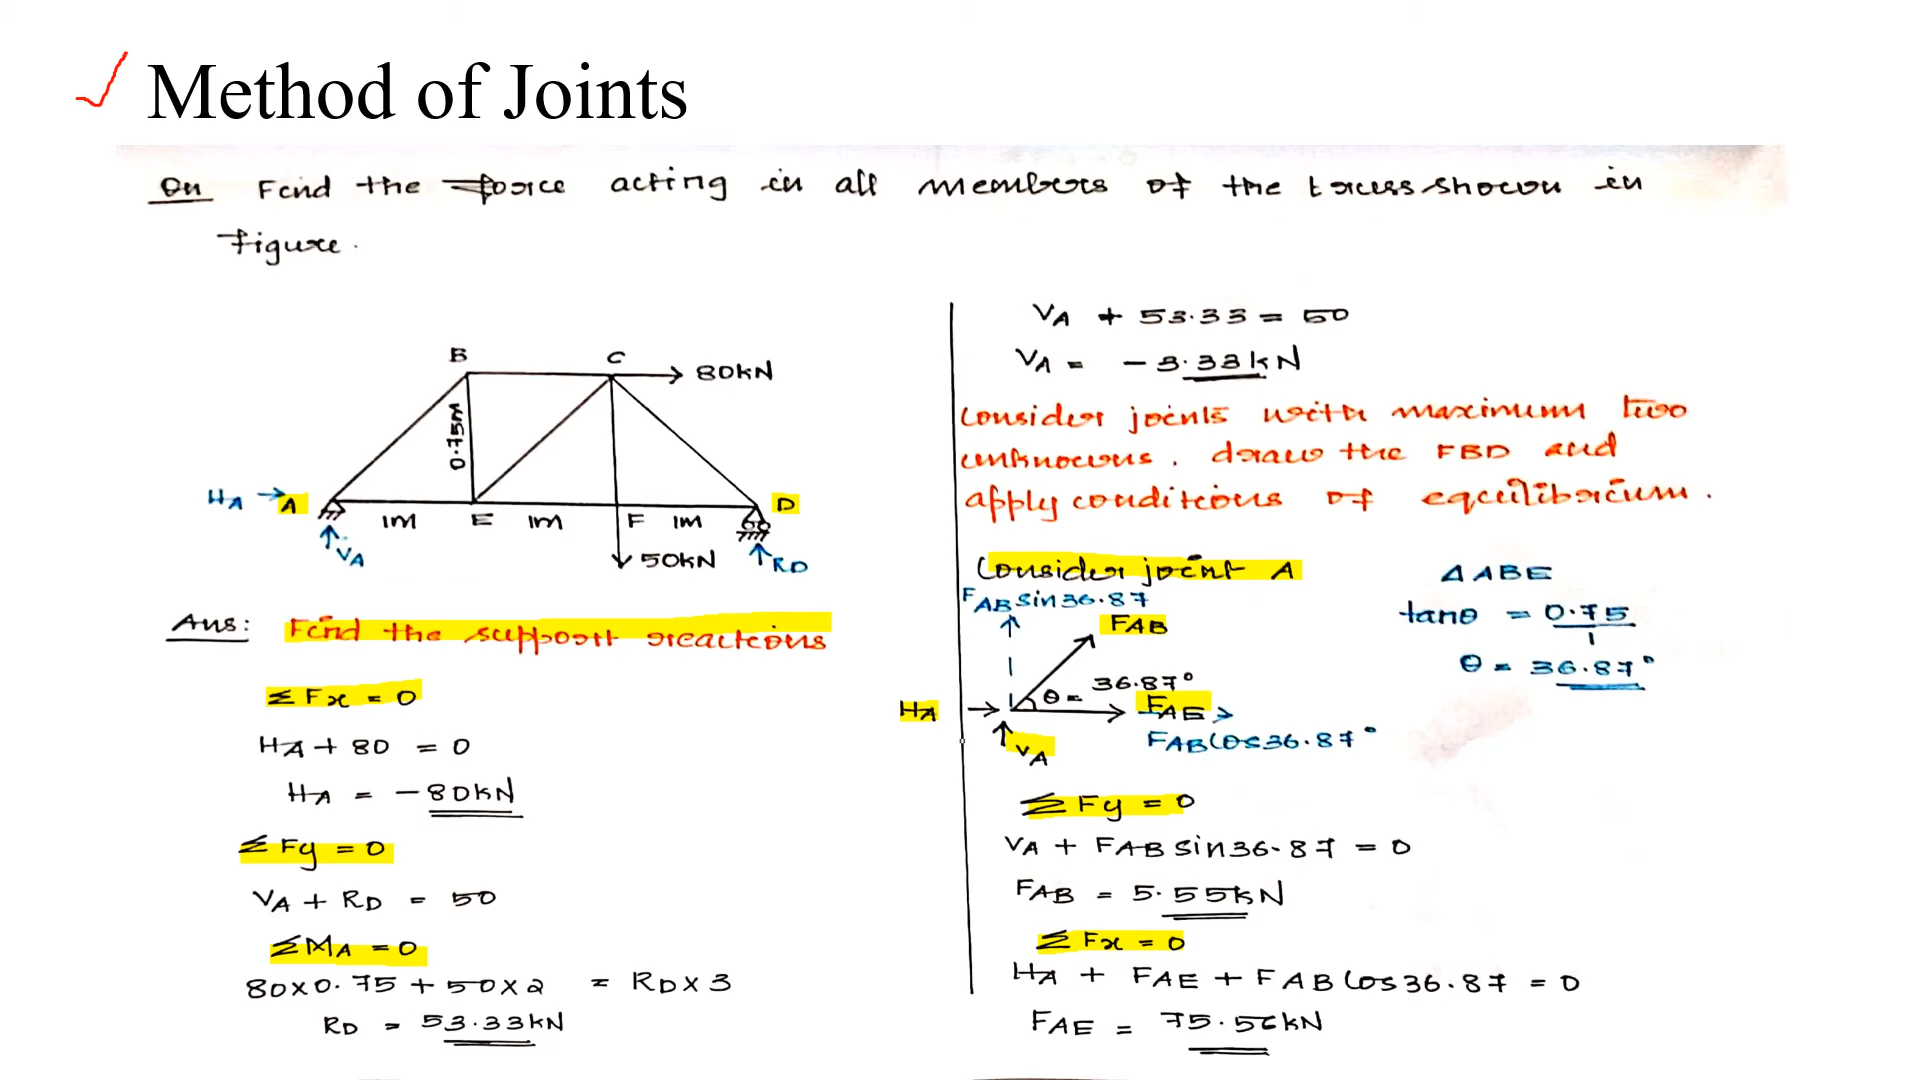 Method of Joints
Qn Find the force acting in all members of the truss shown in
figure.
B
C
80kN
0.75M
HA
A
1M
E
1M
F
1M
D
VA
50kN
RD
Ans: Find the support reactions
ΣFx = 0
HA + 80 = 0
HA = -80kN
ΣFy = 0
VA + RD = 50
ΣMA = 0
80x0.75 + 50x2 = RD x 3
RD = 53.33kN
VA + 53.33 = 50
VA = -3.33kN
Consider joints with maximum two
unknowns. draw the FBD and
apply conditions of equilibrium.
Consider joint A
FAB sin36.87
FAB
θ = 36.87°
HA
FAE
FAB cos36.87°
VA
ΔABE
tanθ = 0.75
1
θ = 36.87°
ΣFy = 0
VA + FAB sin36.87 = 0
FAB = 5.55kN
ΣFx = 0
HA + FAE + FAB cos36.87 = 0
FAE = 75.56kN